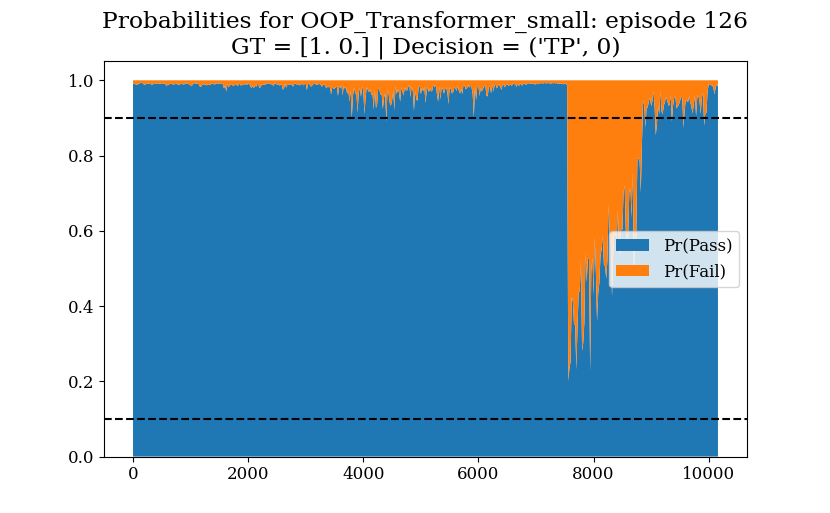 Probabilities for OOP_Transformer_small: episode 126
GT = [1. 0.] | Decision = ('TP', 0)
1.0
0.8
0.6
0.4
0.2
0.0
Pr(Pass)
Pr(Fail)
0 2000 4000 6000 8000 10000